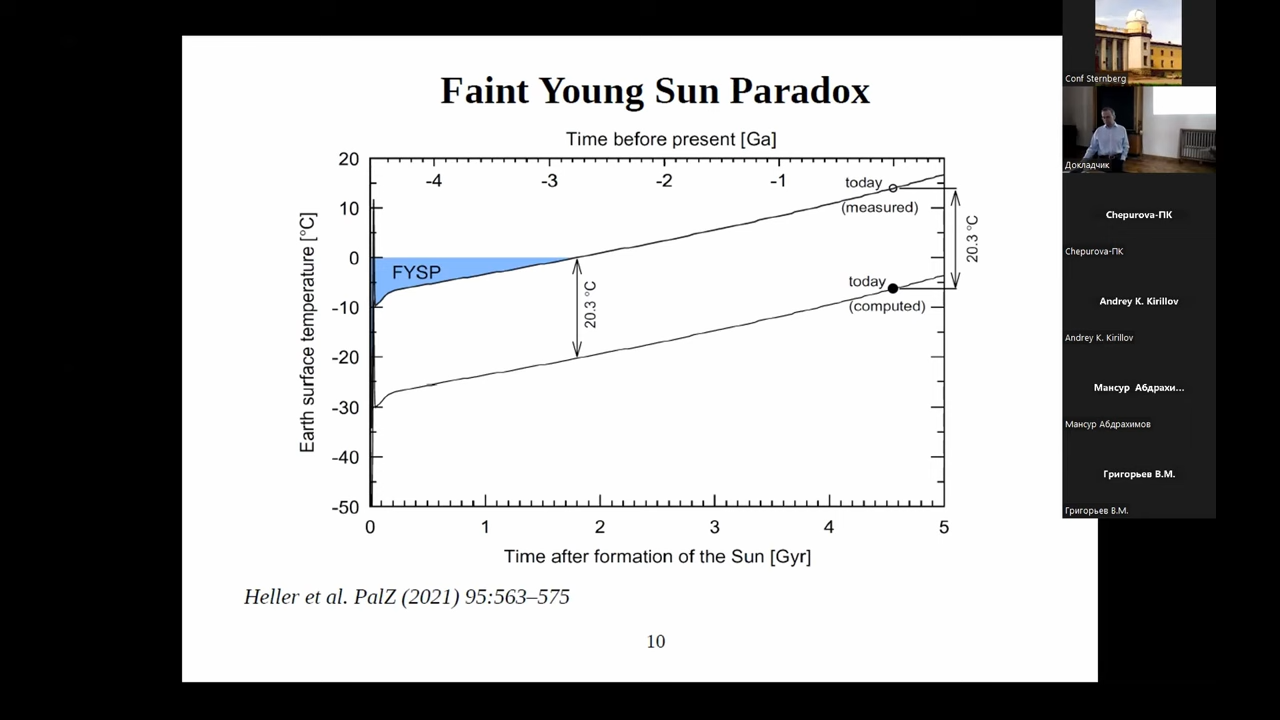 Faint Young Sun Paradox
Time before present [Ga]
-4 -3 -2 -1
20
10
0
-10
-20
-30
-40
-50
Earth surface temperature [°C]
FYSP
20.3 °C
today
(measured)
20.3 °C
today
(computed)
0 1 2 3 4 5
Time after formation of the Sun [Gyr]
Heller et al. PalZ (2021) 95:563–575
10
Conf Sternberg
Докладчик
Chepurova-ПК
Chepurova-ПК
Andrey K. Kirillov
Andrey K. Kirillov
Мансур Абдрахи...
Мансур Абдрахимов
Григорьев В.М.
Григорьев В.М.